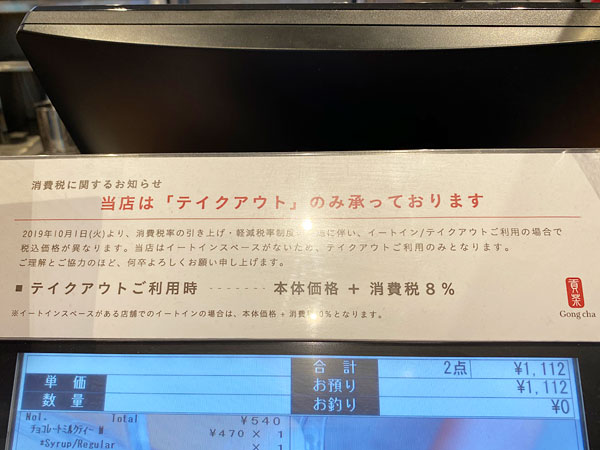 消費税に関するお知らせ
当店は「テイクアウト」のみ承っております
2019年10月1日(火)より、消費税率の引き上げ・軽減税率制度 に伴い、イートイン/テイクアウトご利用の場合で
税込価格が異なります。当店はイートインスペースがないため、テイクアウトご利用のみとなります。
ご理解とご協力のほど、何卒よろしくお願い申し上げます。
■ テイクアウトご利用時 ------- 本体価格 + 消費税8%
※イートインスペースがある店舗でのイートインの場合は、本体価格 + 消費 0%となります。
貢茶
Gong cha
合計 2点 ¥1,112
単価 お預り ¥1,112
数量 お釣り ¥0
No1. Total ¥540
チョコレートミルクティー M ¥470 × 1
*Syrup/Regular × 1